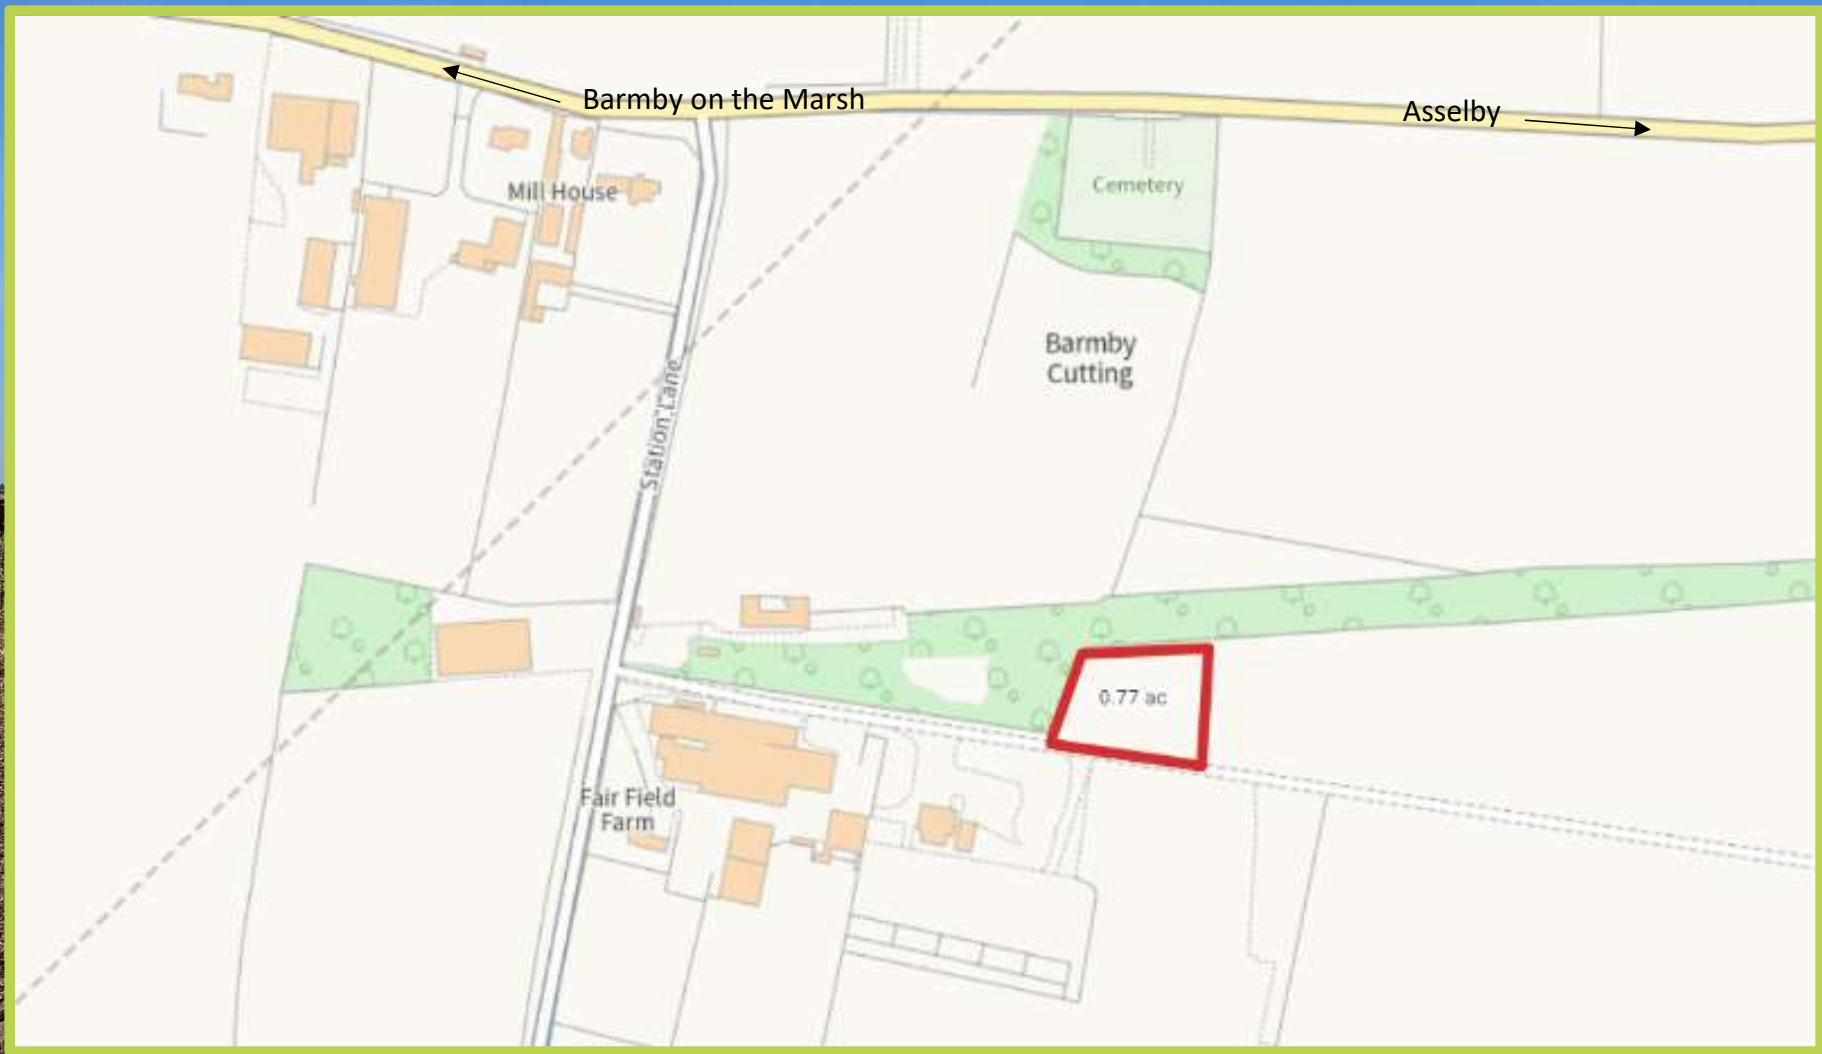 Barmby on the Marsh
Asselby
Mill House
Cemetery
Barmby
Cutting
Station Lane
0.77 ac
Fair Field
Farm